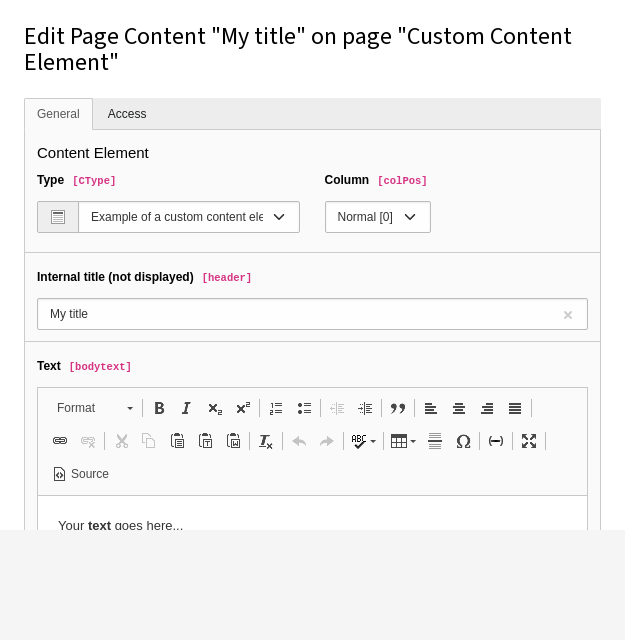 Edit Page Content "My title" on page "Custom Content
Element"
General Access
Content Element
Type [CType] Column [colPos]
Example of a custom content ele Normal [0]
Internal title (not displayed) [header]
My title
Text [bodytext]
Format
ABC
Source
Your text goes here...